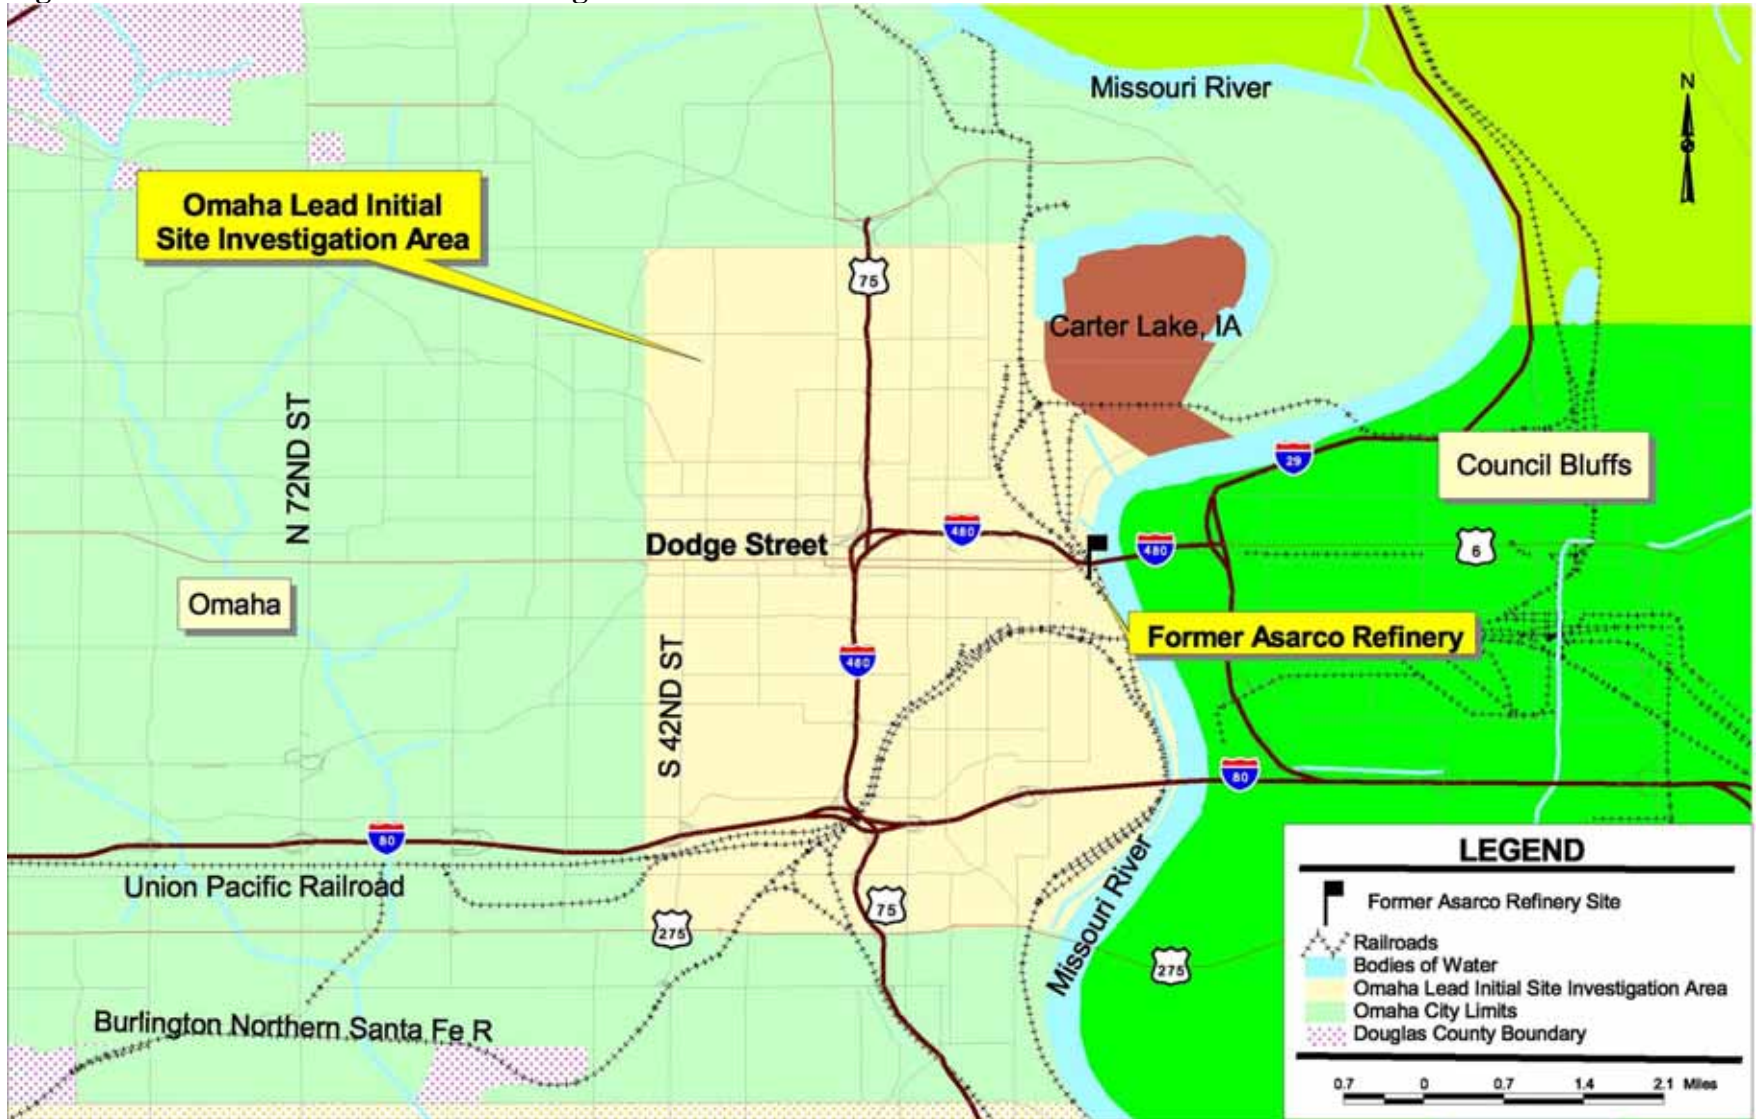 Missouri River
N
Omaha Lead Initial
Site Investigation Area
75
Carter Lake, IA
N 72ND ST
29
Council Bluffs
Dodge Street
480
480
6
Omaha
Former Asarco Refinery
480
S 42ND ST
80
80
Union Pacific Railroad
75
275
Missouri River
275
Burlington Northern Santa Fe R
LEGEND
Former Asarco Refinery Site
Railroads
Bodies of Water
Omaha Lead Initial Site Investigation Area
Omaha City Limits
Douglas County Boundary
0.7 0 0.7 1.4 2.1 Miles